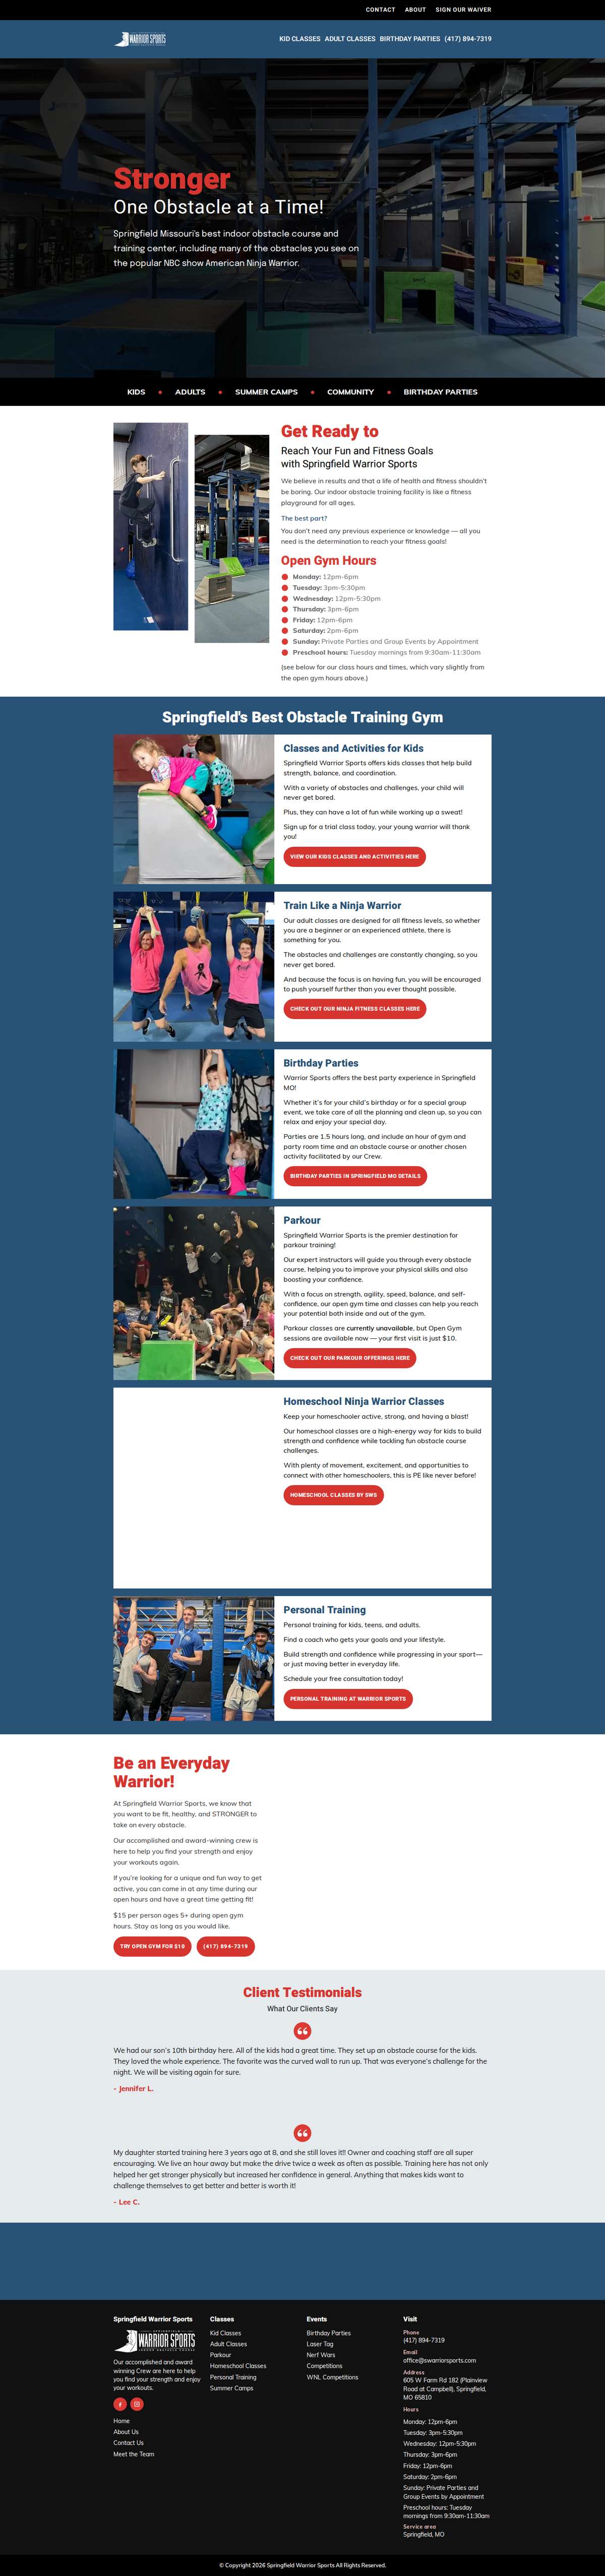 CONTACT ABOUT SIGN OUR WAIVER
WARRIOR SPORTS
KID CLASSES ADULT CLASSES BIRTHDAY PARTIES (417) 894-7319
Stronger
One Obstacle at a Time!
Springfield Missouri's best indoor obstacle course and
training center, including many of the obstacles you see on
the popular NBC show American Ninja Warrior.
KIDS • ADULTS • SUMMER CAMPS • COMMUNITY • BIRTHDAY PARTIES
Get Ready to
Reach Your Fun and Fitness Goals
with Springfield Warrior Sports
We believe in results and that a life of health and fitness shouldn't
be boring. Our indoor obstacle training facility is like a fitness
playground for all ages.
The best part?
You don't need any previous experience or knowledge — all you
need is the determination to reach your fitness goals!
Open Gym Hours
Monday: 12pm-6pm
Tuesday: 3pm-5:30pm
Wednesday: 12pm-5:30pm
Thursday: 3pm-6pm
Friday: 12pm-6pm
Saturday: 2pm-6pm
Sunday: Private Parties and Group Events by Appointment
Preschool hours: Tuesday mornings from 9:30am-11:30am
(see below for our class hours and times, which vary slightly from
the open gym hours above.)
Springfield's Best Obstacle Training Gym
Classes and Activities for Kids
Springfield Warrior Sports offers kids classes that help build
strength, balance, and coordination.
With a variety of obstacles and challenges, your child will
never get bored.
Plus, they can have a lot of fun while working up a sweat!
Sign up for a trial class today, your young warrior will thank
you!
VIEW OUR KIDS CLASSES AND ACTIVITIES HERE
Train Like a Ninja Warrior
Our adult classes are designed for all fitness levels, so whether
you are a beginner or an experienced athlete, there is
something for you.
The obstacles and challenges are constantly changing, so you
never get bored.
And because the focus is on having fun, you will be encouraged
to push yourself further than you ever thought possible.
CHECK OUT OUR NINJA FITNESS CLASSES HERE
Birthday Parties
Warrior Sports offers the best party experience in Springfield
MO!
Whether it's for your child's birthday or for a special group
event, we take care of all the planning and clean up, so you can
relax and enjoy your special day.
Parties are 1.5 hours long, and include an hour of gym and
party room time and an obstacle course or another chosen
activity facilitated by our Crew.
BIRTHDAY PARTIES IN SPRINGFIELD MO DETAILS
Parkour
Springfield Warrior Sports is the premier destination for
parkour training!
Our expert instructors will guide you through every obstacle
course, helping you to improve your physical skills and also
boosting your confidence.
With a focus on strength, agility, speed, balance, and self-
confidence, our open gym time and classes can help you reach
your potential both inside and out of the gym.
Parkour classes are currently unavailable, but Open Gym
sessions are available now — your first visit is just $10.
CHECK OUT OUR PARKOUR OFFERINGS HERE
Homeschool Ninja Warrior Classes
Keep your homeschooler active, strong, and having a blast!
Our homeschool classes are a high-energy way for kids to build
strength and confidence while tackling fun obstacle course
challenges.
With plenty of movement, excitement, and opportunities to
connect with other homeschoolers, this is PE like never before!
HOMESCHOOL CLASSES BY SWS
Personal Training
Personal training for kids, teens, and adults.
Find a coach who gets your goals and your lifestyle.
Build strength and confidence while progressing in your sport—
or just moving better in everyday life.
Schedule your free consultation today!
PERSONAL TRAINING AT WARRIOR SPORTS
Be an Everyday
Warrior!
At Springfield Warrior Sports, we know that
you want to be fit, healthy, and STRONGER to
take on every obstacle.
Our accomplished and award-winning crew is
here to help you find your strength and enjoy
your workouts again.
If you're looking for a unique and fun way to get
active, you can come in at any time during our
open hours and have a great time getting fit!
$15 per person ages 5+ during open gym
hours. Stay as long as you would like.
TRY OPEN GYM FOR $10 (417) 894-7319
Client Testimonials
What Our Clients Say
We had our son's 10th birthday here. All of the kids had a great time. They set up an obstacle course for the kids.
They loved the whole experience. The favorite was the curved wall to run up. That was everyone's challenge for the
night. We will be visiting again for sure.
- Jennifer L.
My daughter started training here 3 years ago at 8, and she still loves it!! Owner and coaching staff are all super
encouraging. We live an hour away but make the drive twice a week as often as possible. Training here has not only
helped her get stronger physically but increased her confidence in general. Anything that makes kids want to
challenge themselves to get better and better is worth it!
- Lee C.
Springfield Warrior Sports
WARRIOR SPORTS
Our accomplished and award
winning Crew are here to help
you find your strength and enjoy
your workouts.
Home
About Us
Contact Us
Meet the Team
Classes
Kid Classes
Adult Classes
Parkour
Homeschool Classes
Personal Training
Summer Camps
Events
Birthday Parties
Laser Tag
Nerf Wars
Competitions
WNL Competitions
Visit
Phone
(417) 894-7319
Email
office@swarriorsports.com
Address
605 W Farm Rd 182 (Plainview
Road at Campbell), Springfield,
MO 65810
Hours
Monday: 12pm-6pm
Tuesday: 3pm-5:30pm
Wednesday: 12pm-5:30pm
Thursday: 3pm-6pm
Friday: 12pm-6pm
Saturday: 2pm-6pm
Sunday: Private Parties and
Group Events by Appointment
Preschool hours: Tuesday
mornings from 9:30am-11:30am
Service area
Springfield, MO
© Copyright 2026 Springfield Warrior Sports All Rights Reserved.